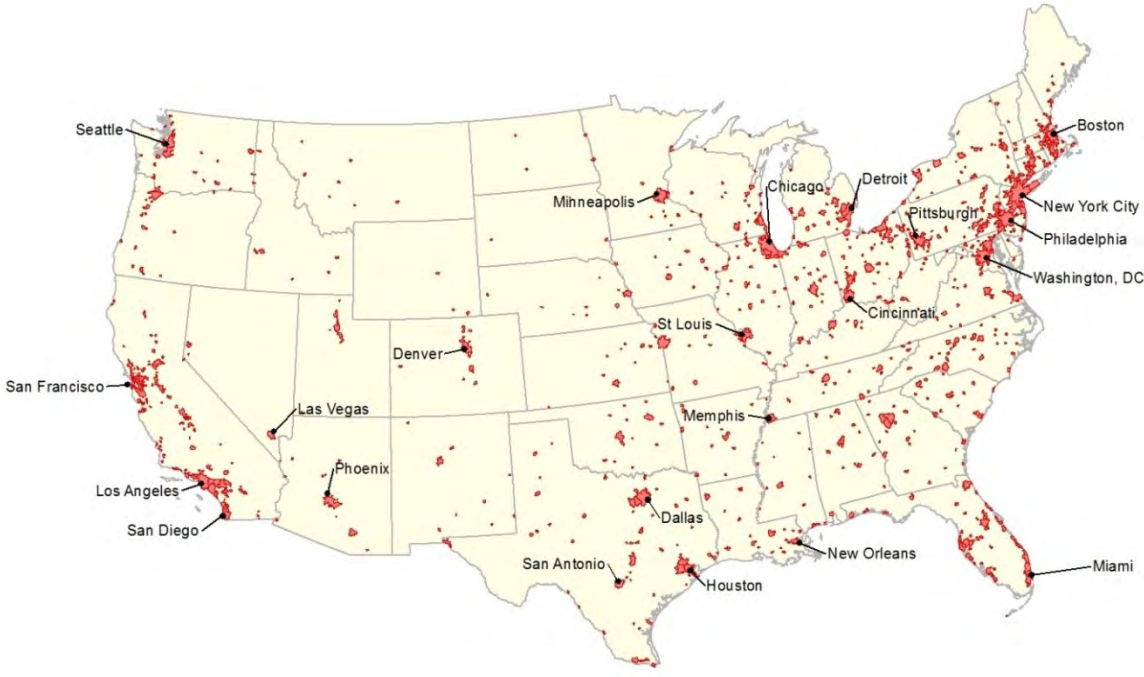 Seattle
Boston
Minneapolis
Chicago
Detroit
New York City
Pittsburgh
Philadelphia
Washington, DC
Cincinnati
St Louis
Denver
San Francisco
Las Vegas
Memphis
Phoenix
Los Angeles
Dallas
San Diego
New Orleans
San Antonio
Miami
Houston